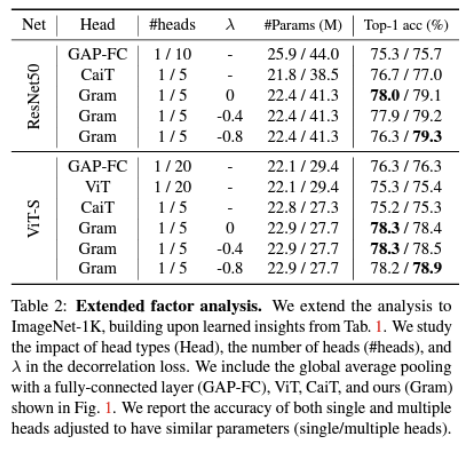 Net Head #heads λ #Params (M) Top-1 acc (%)
ResNet50
GAP-FC 1 / 10 - 25.9 / 44.0 75.3 / 75.7
CaiT 1 / 5 - 21.8 / 38.5 76.7 / 77.0
Gram 1 / 5 0 22.4 / 41.3 78.0 / 79.1
Gram 1 / 5 -0.4 22.4 / 41.3 77.9 / 79.2
Gram 1 / 5 -0.8 22.4 / 41.3 76.3 / 79.3
ViT-S
GAP-FC 1 / 20 - 22.1 / 29.4 76.3 / 76.3
ViT 1 / 20 - 22.1 / 29.4 75.3 / 75.4
CaiT 1 / 5 - 22.8 / 27.3 75.2 / 75.3
Gram 1 / 5 0 22.9 / 27.7 78.3 / 78.4
Gram 1 / 5 -0.4 22.9 / 27.7 78.3 / 78.5
Gram 1 / 5 -0.8 22.9 / 27.7 78.2 / 78.9
Table 2: Extended factor analysis. We extend the analysis to
ImageNet-1K, building upon learned insights from Tab. 1. We study
the impact of head types (Head), the number of heads (#heads), and
λ in the decorrelation loss. We include the global average pooling
with a fully-connected layer (GAP-FC), ViT, CaiT, and ours (Gram)
shown in Fig. 1. We report the accuracy of both single and multiple
heads adjusted to have similar parameters (single/multiple heads).